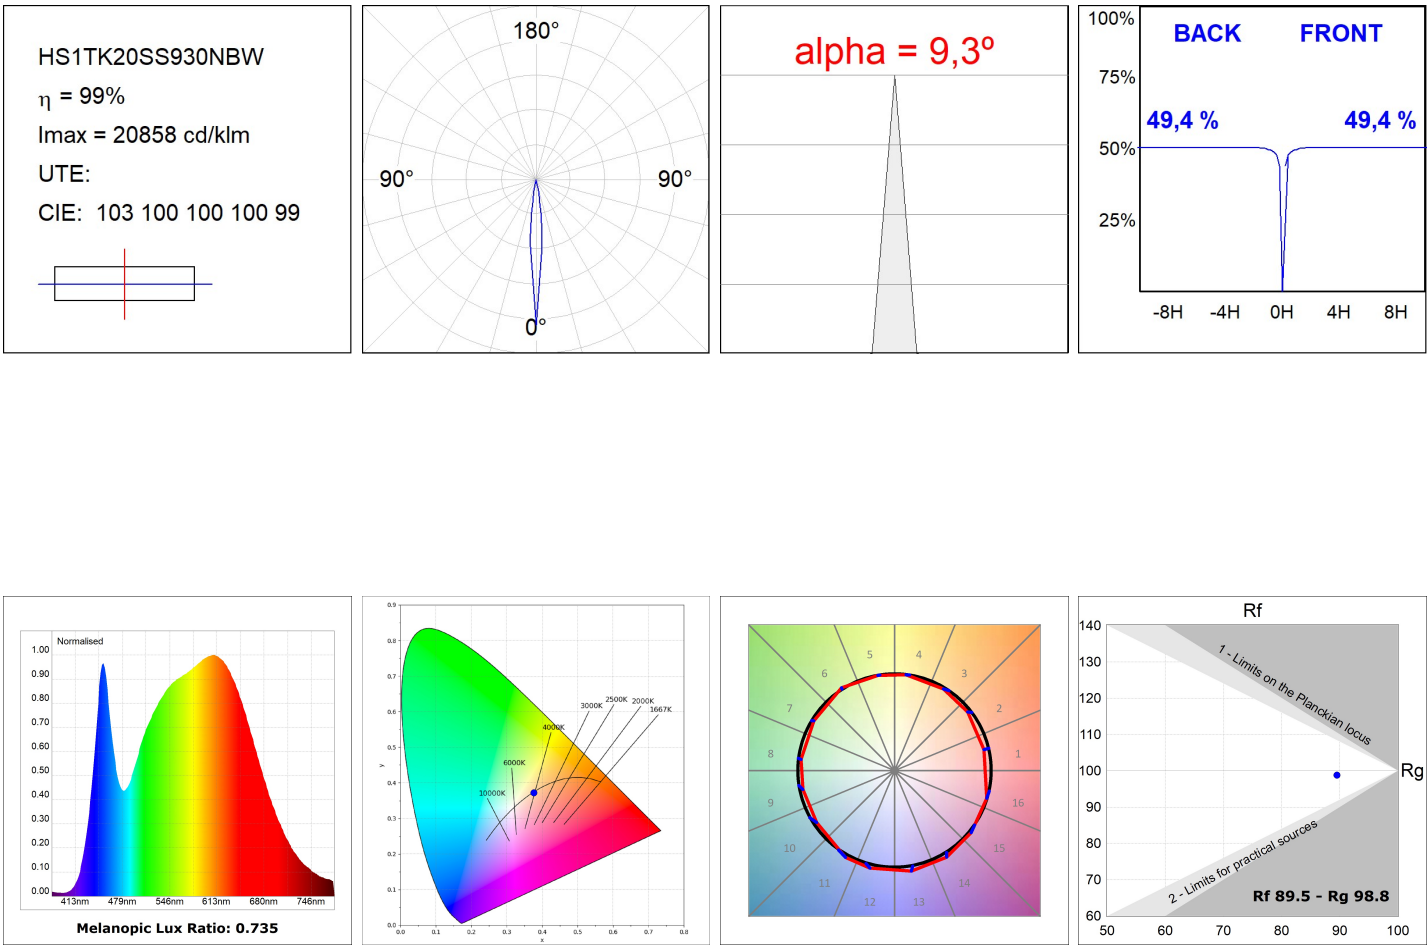 HS1TK20SS930NBW
η = 99%
Imax = 20858 cd/klm
UTE:
CIE: 103 100 100 100 99
180°
90° 90°
0°
alpha = 9,3º
100%
BACK FRONT
75%
49,4 % 49,4 %
50%
25%
-8H -4H 0H 4H 8H
Normalised
1.00
0.90
0.80
0.70
0.60
0.50
0.40
0.30
0.20
0.10
0.00
413nm 479nm 546nm 613nm 680nm 746nm
Melanopic Lux Ratio: 0.735
0.9
0.8
0.7
0.6
0.5
0.4
0.3
0.2
0.1
0.0
y
0.0 0.1 0.2 0.3 0.4 0.5 0.6 0.7 0.8
x
10000K
6000K
4000K
3000K
2500K
2000K
1667K
1
2
3
4
5
6
7
8
9
10
11
12
13
14
15
16
Rf
140
130
120
110
100
90
80
70
60
Rg
1 - Limits on the Planckian locus
2 - Limits for practical sources
Rf 89.5 - Rg 98.8
50 60 70 80 90 100